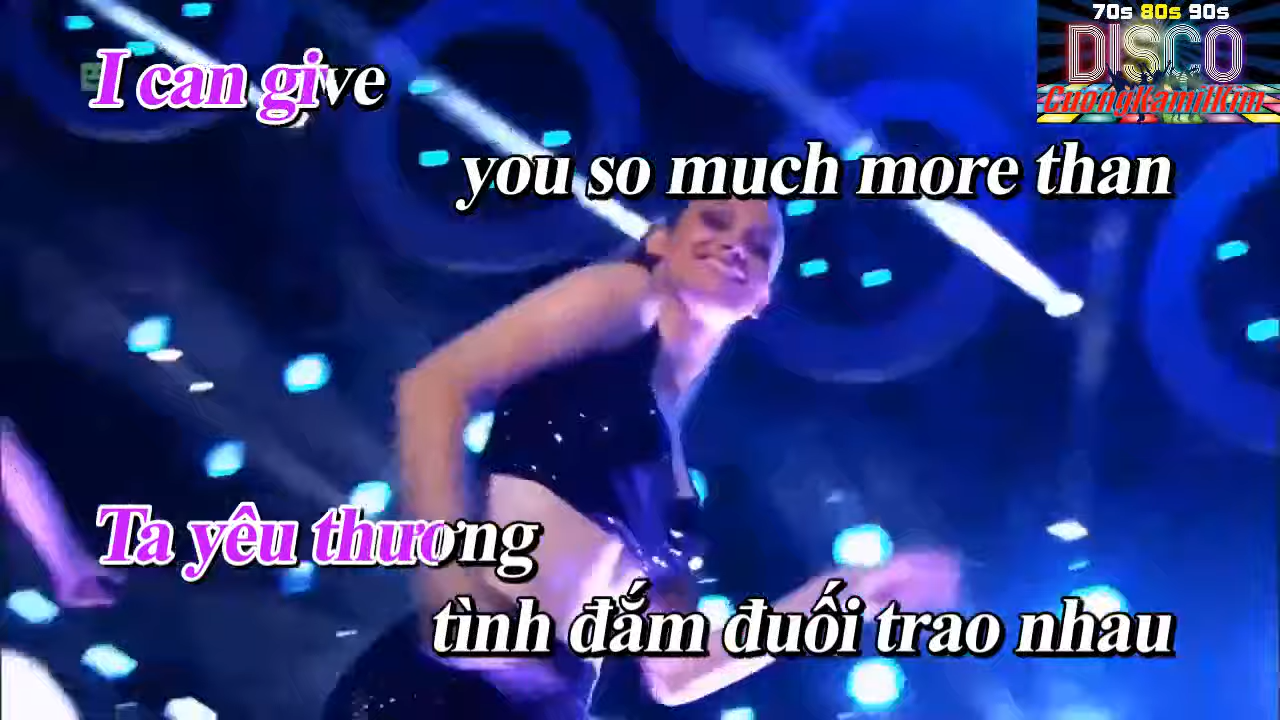 70s 80s 90s
DISCO
CuongKamiKim
I can give
you so much more than
Ta yêu thương
tình đắm đuối trao nhau